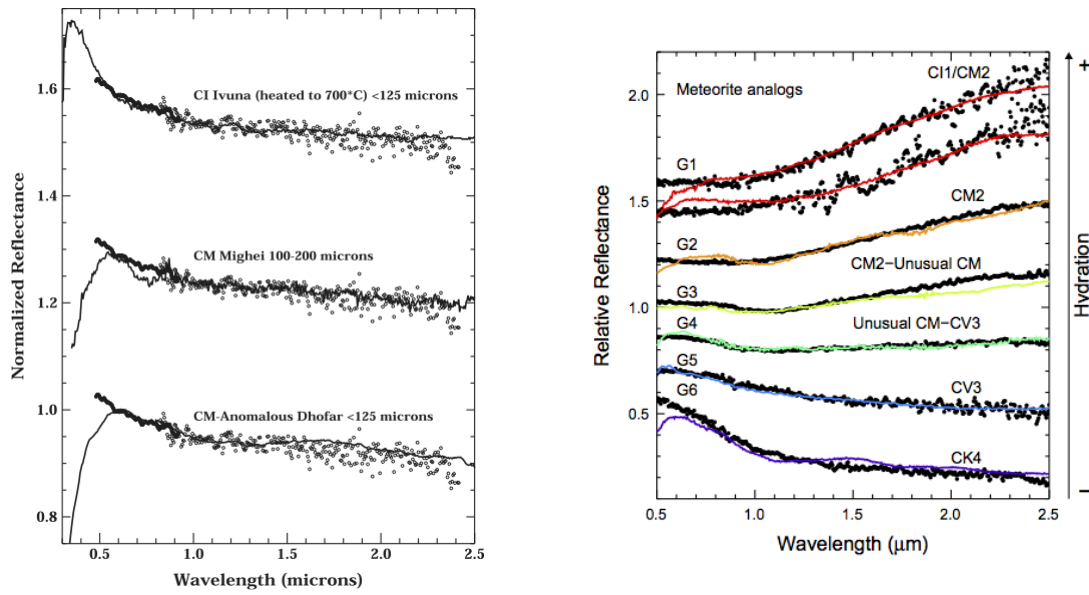 CI Ivuna (heated to 700*C) <125 microns
CM Mighei 100-200 microns
CM-Anomalous Dhofar <125 microns
Normalized Reflectance
1.6
1.4
1.2
1.0
0.8
0.5
1.0
1.5
2.0
2.5
Wavelength (microns)
Meteorite analogs
CI1/CM2
G1
CM2
G2
CM2-Unusual CM
G3
Unusual CM-CV3
G4
G5
CV3
G6
CK4
Relative Reflectance
2.0
1.5
1.0
0.5
0.5
1.0
1.5
2.0
2.5
Wavelength (μm)
+
Hydration
−